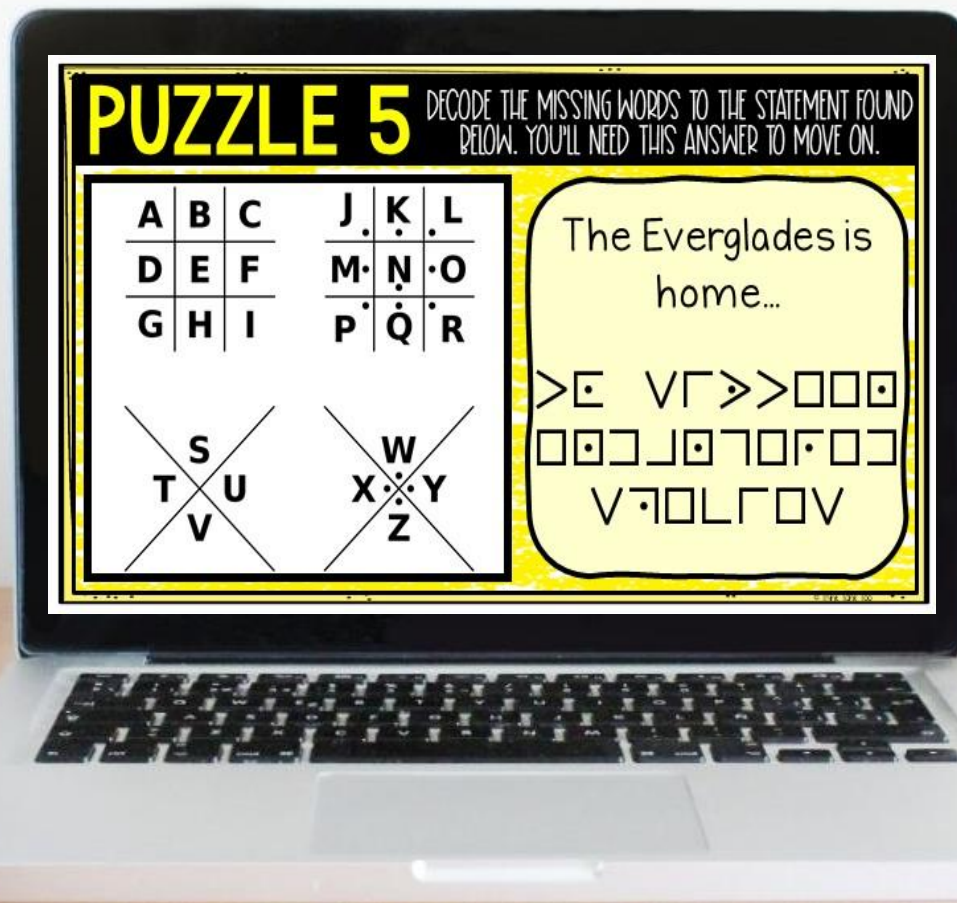 PUZZLE 5
DECODE THE MISSING WORDS TO THE STATEMENT FOUND
BELOW. YOU'LL NEED THIS ANSWER TO MOVE ON.
A B C
D E F
G H I
J K L
M N O
P Q R
S
T U
V
W
X Y
Z
The Everglades is
home...